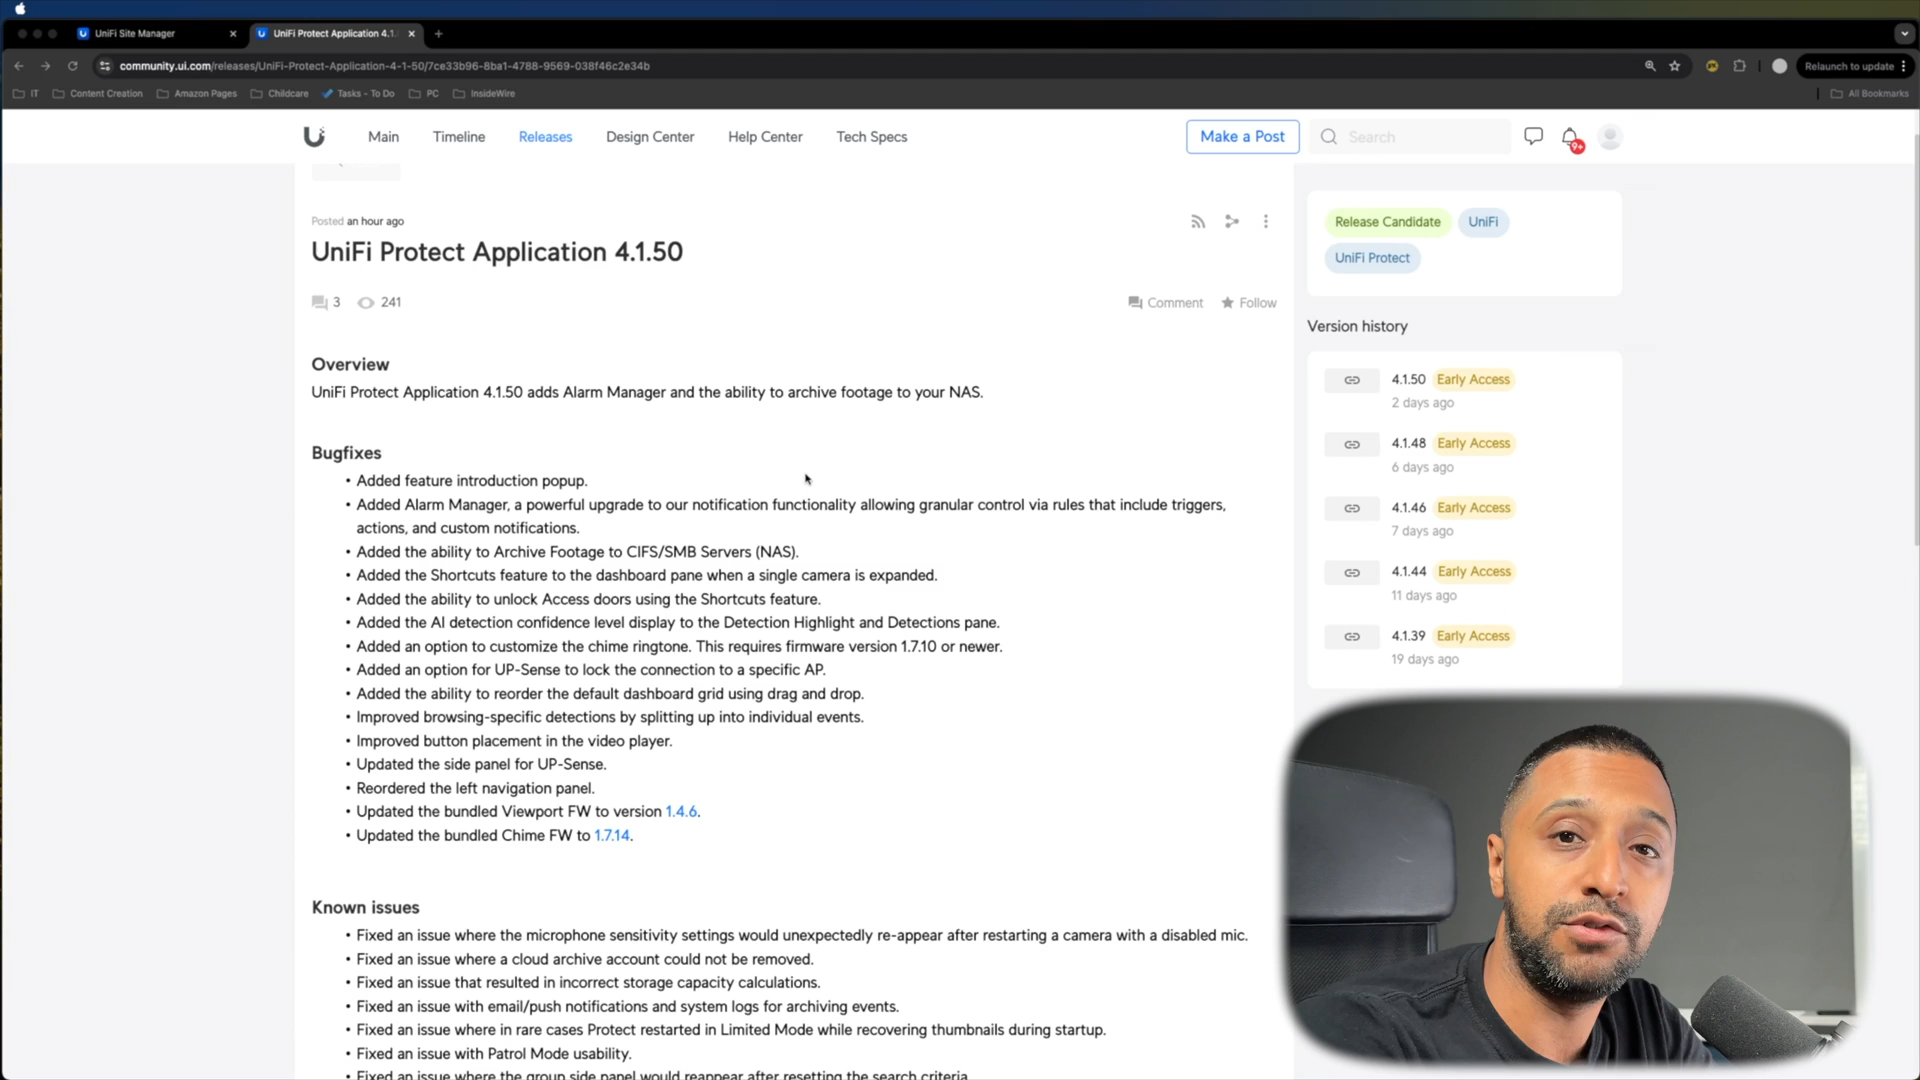 UniFi Site Manager
UniFi Protect Application 4.1.
community.ui.com/releases/UniFi-Protect-Application-4-1-50/7ce33b96-8ba1-4788-9569-038f46c2e34b
Relaunch to update
IT
Content Creation
Amazon Pages
Childcare
Tasks - To Do
PC
InsideWire
All Bookmarks
Main
Timeline
Releases
Design Center
Help Center
Tech Specs
Make a Post
Search
9+
Posted an hour ago
UniFi Protect Application 4.1.50
3
241
Comment
Follow
Overview
UniFi Protect Application 4.1.50 adds Alarm Manager and the ability to archive footage to your NAS.
Bugfixes
• Added feature introduction popup.
• Added Alarm Manager, a powerful upgrade to our notification functionality allowing granular control via rules that include triggers,
actions, and custom notifications.
• Added the ability to Archive Footage to CIFS/SMB Servers (NAS).
• Added the Shortcuts feature to the dashboard pane when a single camera is expanded.
• Added the ability to unlock Access doors using the Shortcuts feature.
• Added the AI detection confidence level display to the Detection Highlight and Detections pane.
• Added an option to customize the chime ringtone. This requires firmware version 1.7.10 or newer.
• Added an option for UP-Sense to lock the connection to a specific AP.
• Added the ability to reorder the default dashboard grid using drag and drop.
• Improved browsing-specific detections by splitting up into individual events.
• Improved button placement in the video player.
• Updated the side panel for UP-Sense.
• Reordered the left navigation panel.
• Updated the bundled Viewport FW to version 1.4.6.
• Updated the bundled Chime FW to 1.7.14.
Known issues
• Fixed an issue where the microphone sensitivity settings would unexpectedly re-appear after restarting a camera with a disabled mic.
• Fixed an issue where a cloud archive account could not be removed.
• Fixed an issue that resulted in incorrect storage capacity calculations.
• Fixed an issue with email/push notifications and system logs for archiving events.
• Fixed an issue where in rare cases Protect restarted in Limited Mode while recovering thumbnails during startup.
• Fixed an issue with Patrol Mode usability.
• Fixed an issue where the group side panel would reappear after resetting the search criteria.
Release Candidate
UniFi
UniFi Protect
Version history
4.1.50 Early Access
2 days ago
4.1.48 Early Access
6 days ago
4.1.46 Early Access
7 days ago
4.1.44 Early Access
11 days ago
4.1.39 Early Access
19 days ago